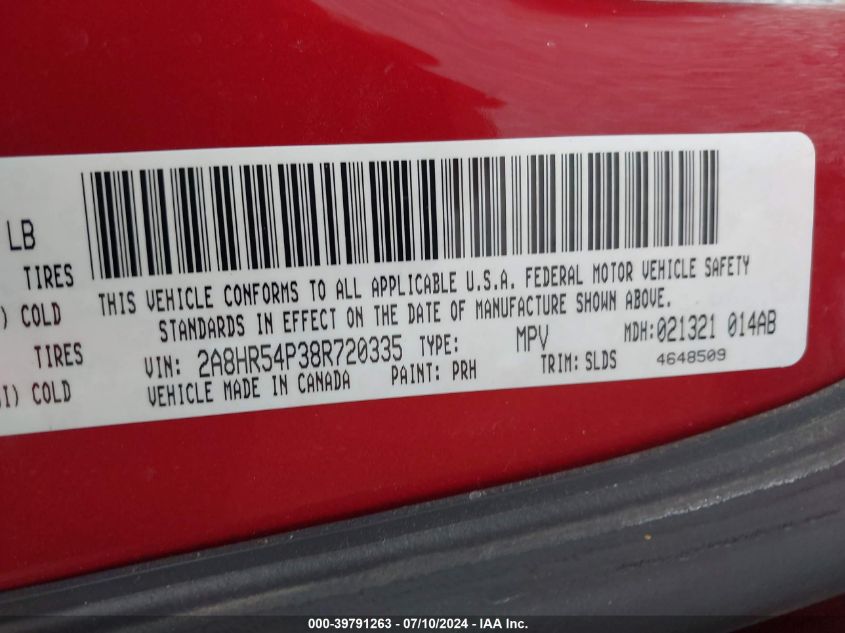 LB
TIRES
) COLD
TIRES
I) COLD
THIS VEHICLE CONFORMS TO ALL APPLICABLE U.S.A. FEDERAL MOTOR VEHICLE SAFETY
STANDARDS IN EFFECT ON THE DATE OF MANUFACTURE SHOWN ABOVE.
VIN: 2A8HR54P38R720335 TYPE: MPV MDH:021321 014AB
VEHICLE MADE IN CANADA PAINT: PRH TRIM: SLDS 4648509
000-39791263 - 07/10/2024 - IAA Inc.